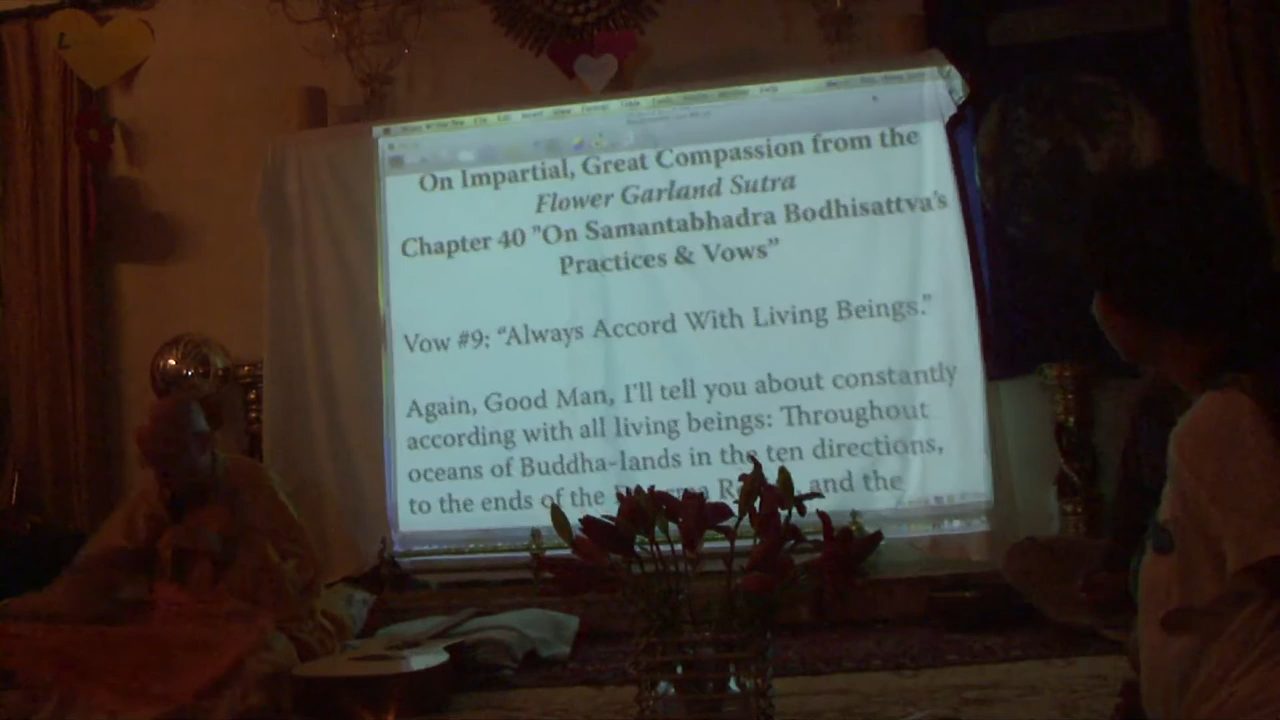 On Impartial, Great Compassion from the
Flower Garland Sutra
Chapter 40 "On Samantabhadra Bodhisattva's
Practices & Vows”
Vow #9: “Always Accord With Living Beings.”
Again, Good Man, I'll tell you about constantly
according with all living beings: Throughout
oceans of Buddha-lands in the ten directions,
to the ends of the and the